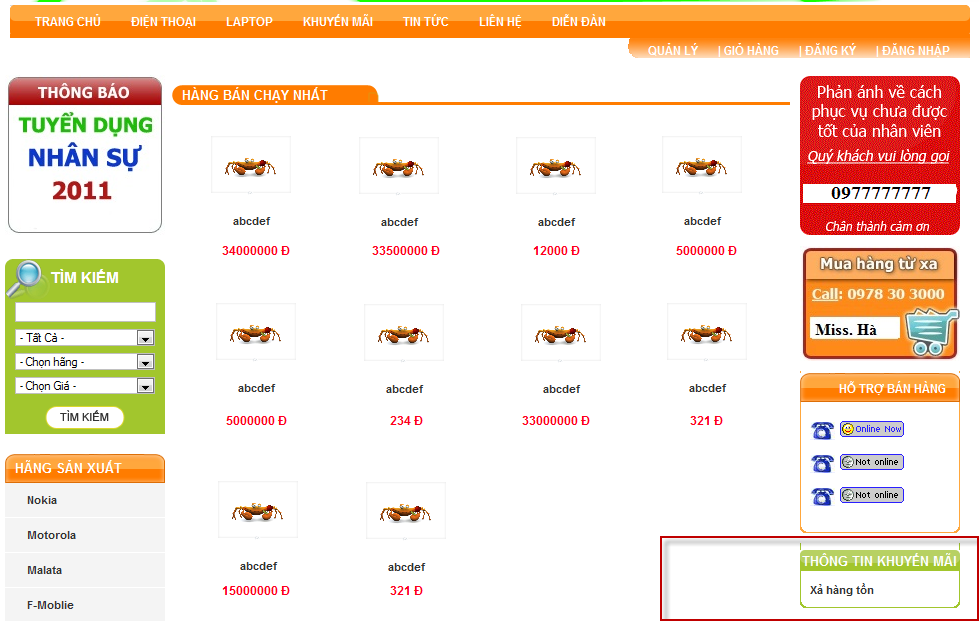 TRANG CHỦ ĐIỆN THOẠI LAPTOP KHUYẾN MÃI TIN TỨC LIÊN HỆ DIỄN ĐÀN
QUẢN LÝ | GIỎ HÀNG | ĐĂNG KÝ | ĐĂNG NHẬP
THÔNG BÁO
TUYỂN DỤNG
NHÂN SỰ
2011
TÌM KIẾM
- Tất Cả -
- Chọn hãng -
- Chọn Giá -
TÌM KIẾM
HÃNG SẢN XUẤT
Nokia
Motorola
Malata
F-Moblie
HÀNG BÁN CHẠY NHẤT
abcdef abcdef abcdef abcdef
34000000 Đ 33500000 Đ 12000 Đ 5000000 Đ
abcdef abcdef abcdef abcdef
5000000 Đ 234 Đ 33000000 Đ 321 Đ
abcdef abcdef
15000000 Đ 321 Đ
Phản ánh về cách
phục vụ chưa được
tốt của nhân viên
Quý khách vui lòng gọi
0977777777
Chân thành cảm ơn
Mua hàng từ xa
Call: 0978 30 3000
Miss. Hà
HỖ TRỢ BÁN HÀNG
Online Now
Not online
Not online
THÔNG TIN KHUYẾN MÃI
Xả hàng tồn